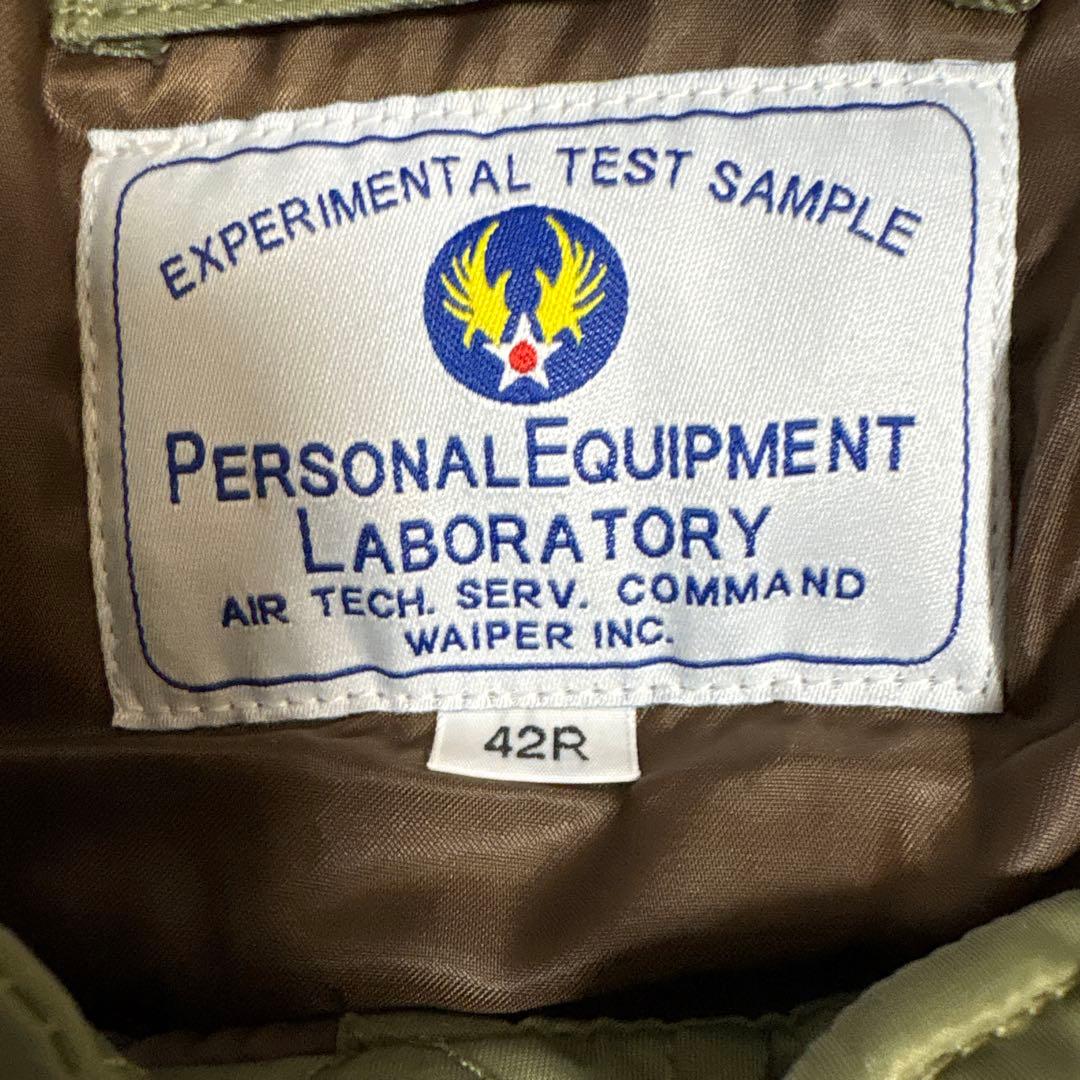 EXPERIMENTAL TEST SAMPLE
PERSONAL EQUIPMENT
LABORATORY
AIR TECH. SERV. COMMAND
WAIPER INC.
42R